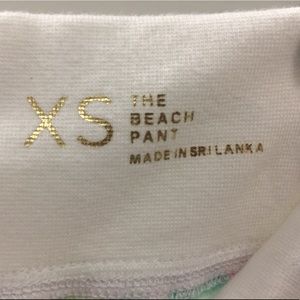 XS
THE
BEACH
PANT
MADE IN SRI LANKA